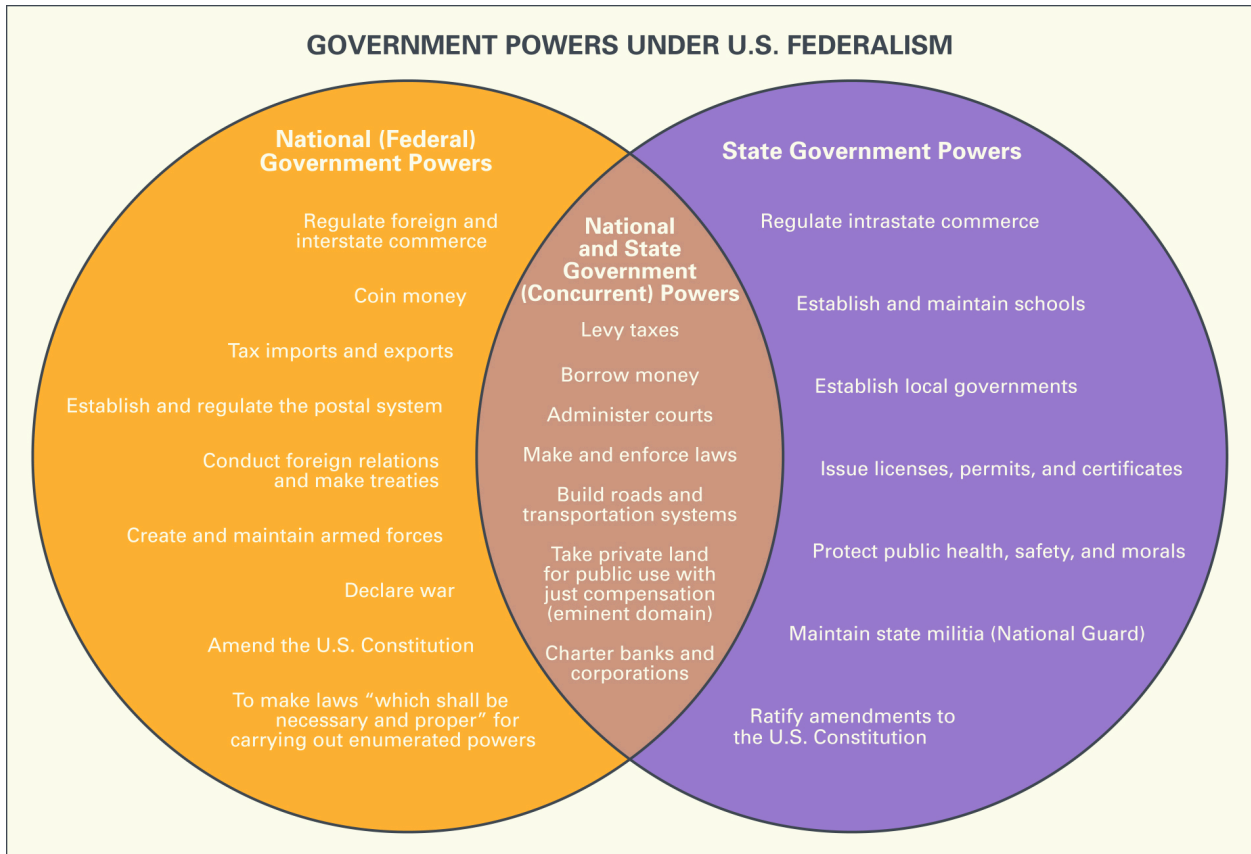 GOVERNMENT POWERS UNDER U.S. FEDERALISM
National (Federal)
Government Powers
Regulate foreign and
interstate commerce
Coin money
Tax imports and exports
Establish and regulate the postal system
Conduct foreign relations
and make treaties
Create and maintain armed forces
Declare war
Amend the U.S. Constitution
To make laws “which shall be
necessary and proper” for
carrying out enumerated powers
National
and State
Government
(Concurrent) Powers
Levy taxes
Borrow money
Administer courts
Make and enforce laws
Build roads and
transportation systems
Take private land
for public use with
just compensation
(eminent domain)
Charter banks and
corporations
State Government Powers
Regulate intrastate commerce
Establish and maintain schools
Establish local governments
Issue licenses, permits, and certificates
Protect public health, safety, and morals
Maintain state militia (National Guard)
Ratify amendments to
the U.S. Constitution